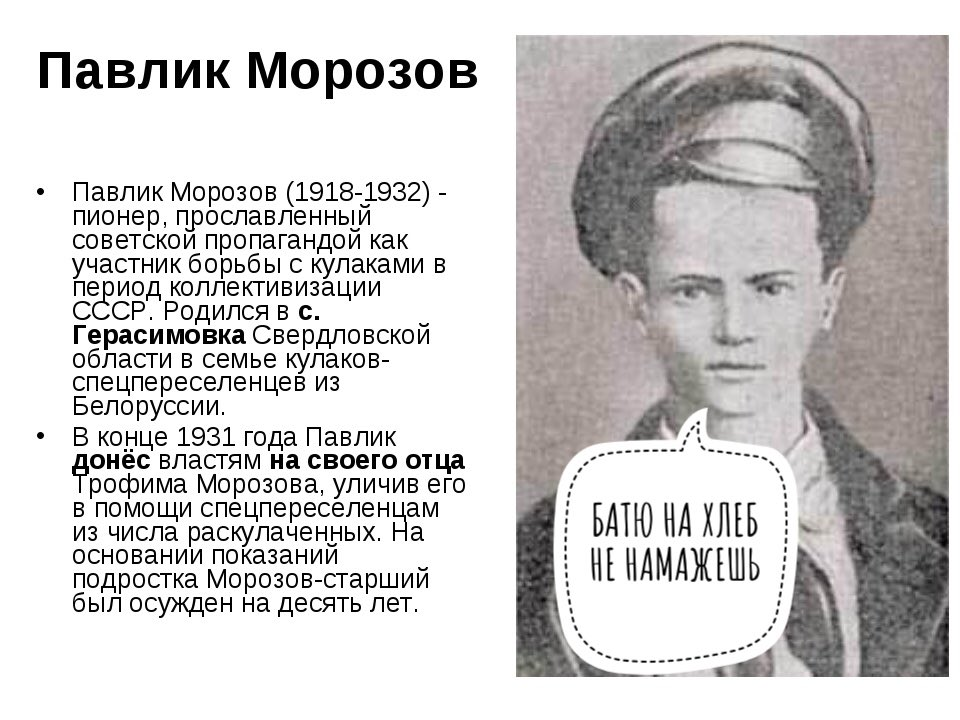 Павлик Морозов
• Павлик Морозов (1918-1932) -
пионер, прославленный
советской пропагандой как
участник борьбы с кулаками в
период коллективизации
СССР. Родился в с.
Герасимовка Свердловской
области в семье кулаков-
спецпереселенцев из
Белоруссии.
• В конце 1931 года Павлик
донёс властям на своего отца
Трофима Морозова, уличив его
в помощи спецпереселенцам
из числа раскулаченных. На
основании показаний
подростка Морозов-старший
был осужден на десять лет.
БАТЮ НА ХЛЕБ
НЕ НАМАЖЕШЬ